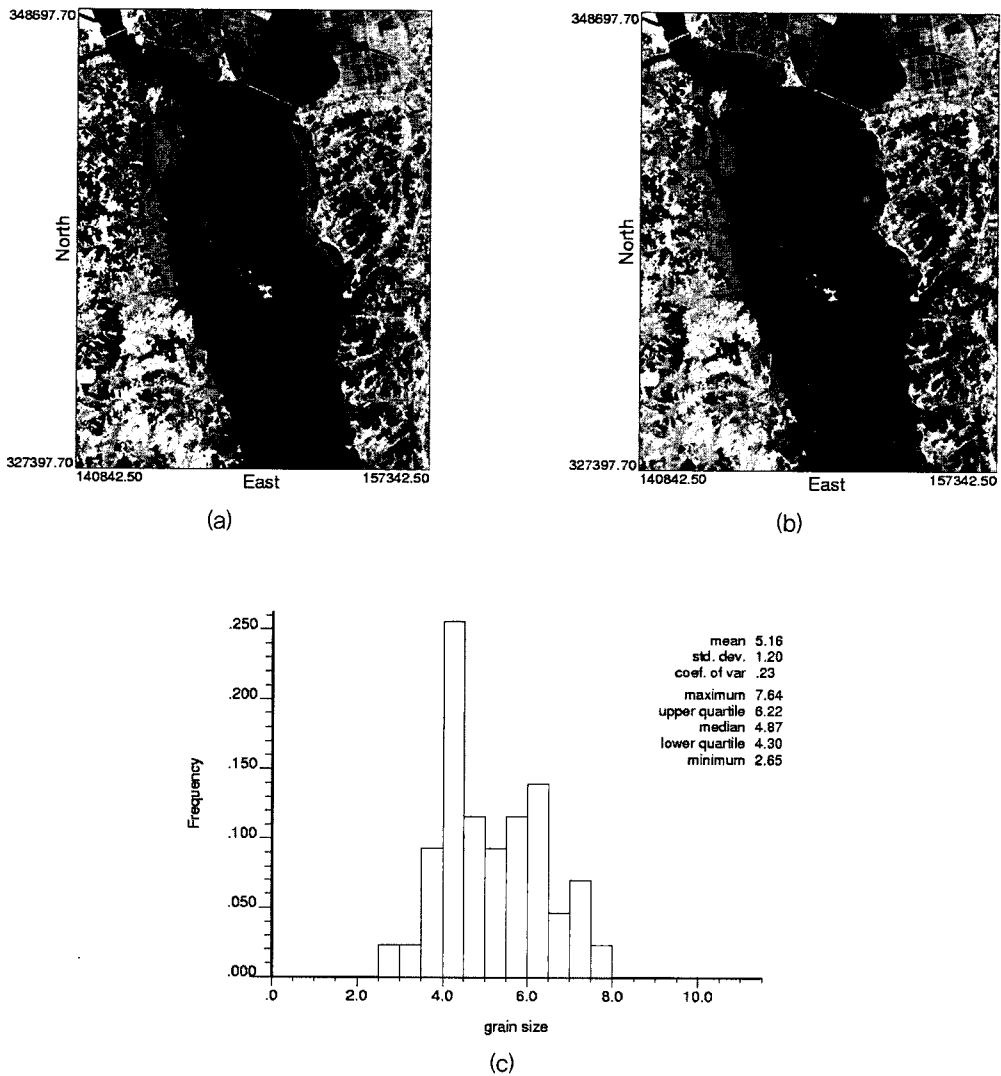 348697.70
North
327397.70
140842.50
East
157342.50
(a)
348697.70
North
327397.70
140842.50
East
157342.50
(b)
.250
.200
.150
.100
.050
.000
Frequency
.0
2.0
4.0
6.0
8.0
10.0
grain size
mean 5.16
std. dev. 1.20
coef. of var .23
maximum 7.64
upper quartile 6.22
median 4.87
lower quartile 4.30
minimum 2.65
(c)